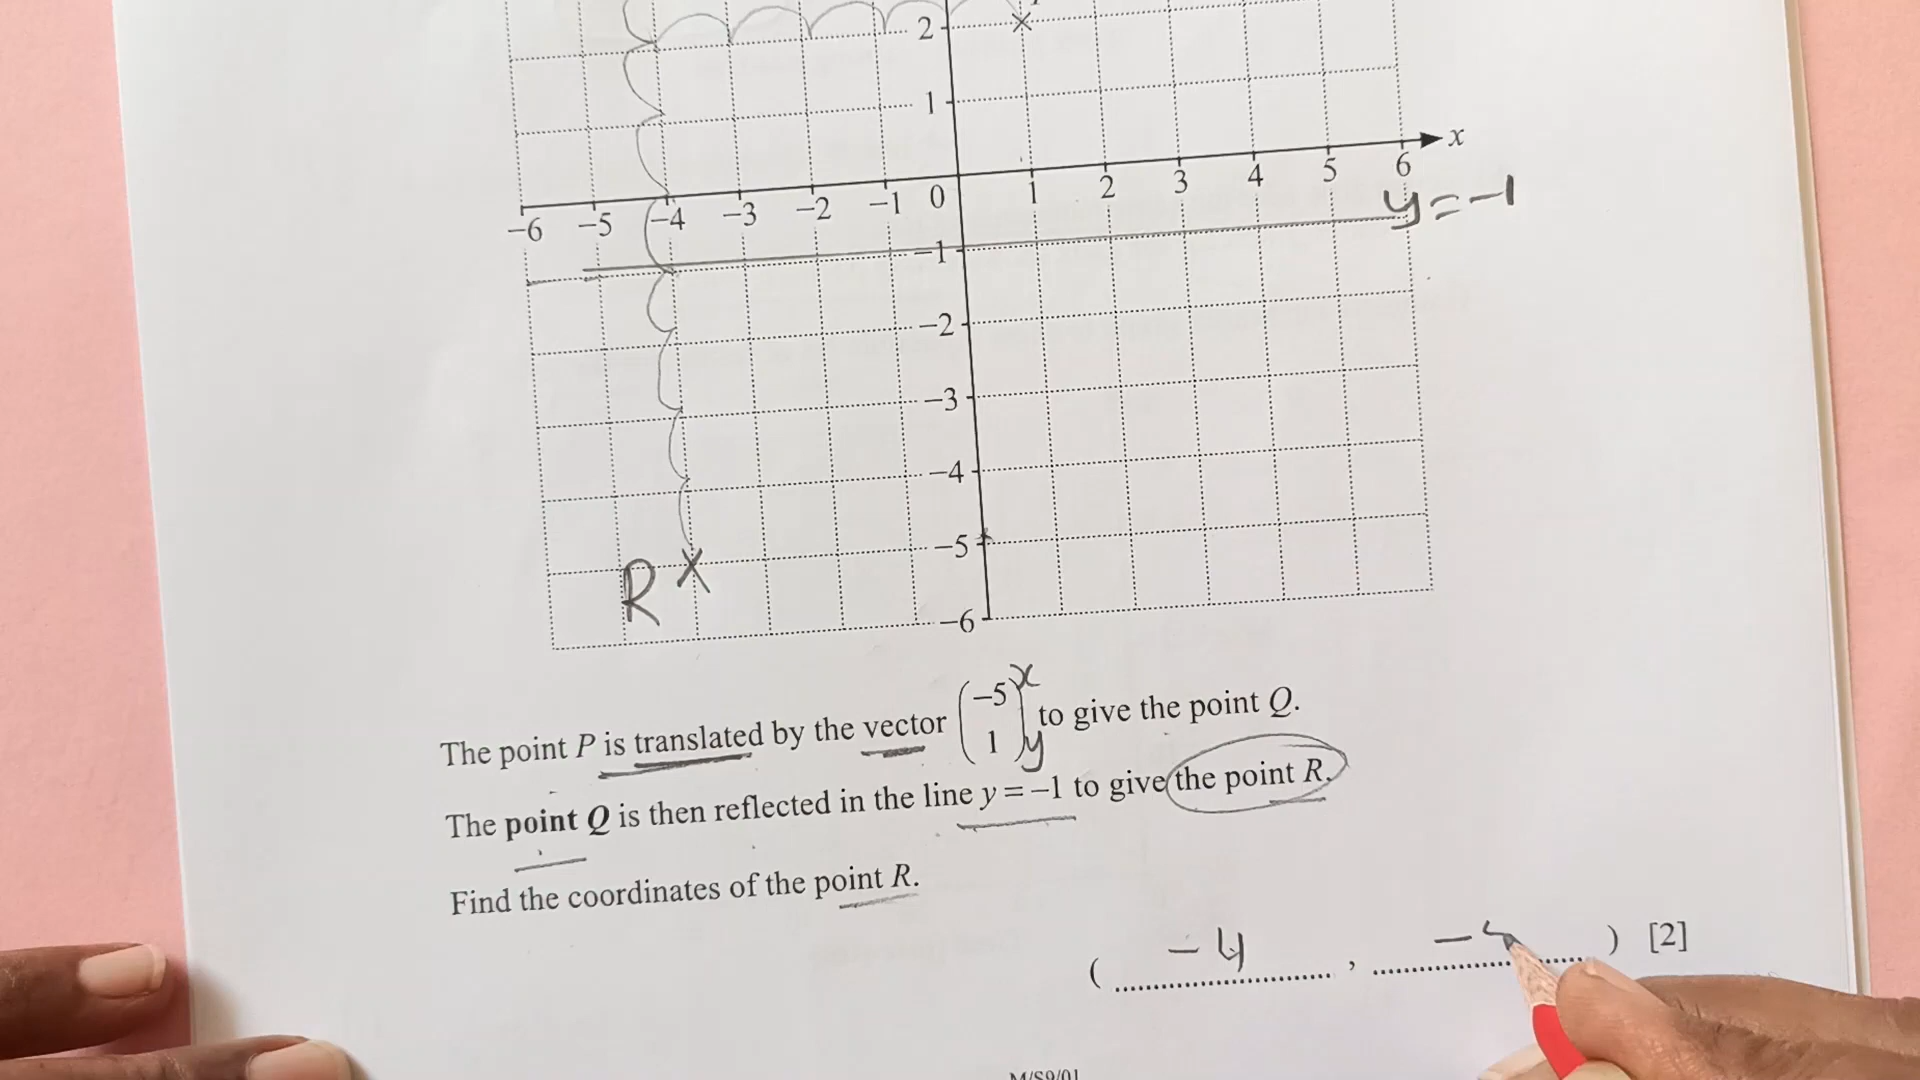 2
1
x
-6 -5 -4 -3 -2 -1 0 1 2 3 4 5 6
y = -1
-1
-2
-3
-4
-5
R
-6
The point P is translated by the vector (-5 1) x y to give the point Q.
The point Q is then reflected in the line y = -1 to give the point R.
Find the coordinates of the point R.
( -4 , - ) [2]